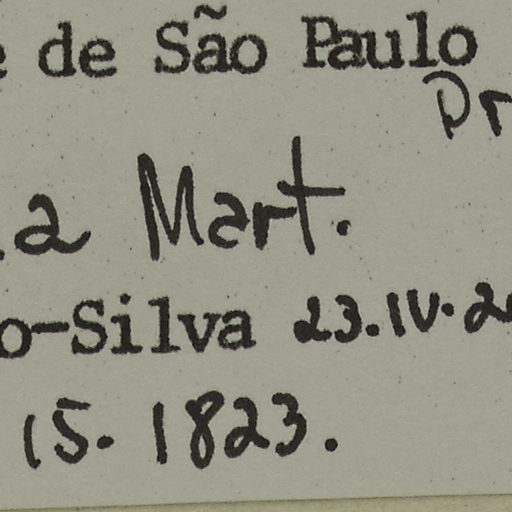 de São Paulo
Pr
a Mart.
o-Silva 23.IV.2
15. 1823.